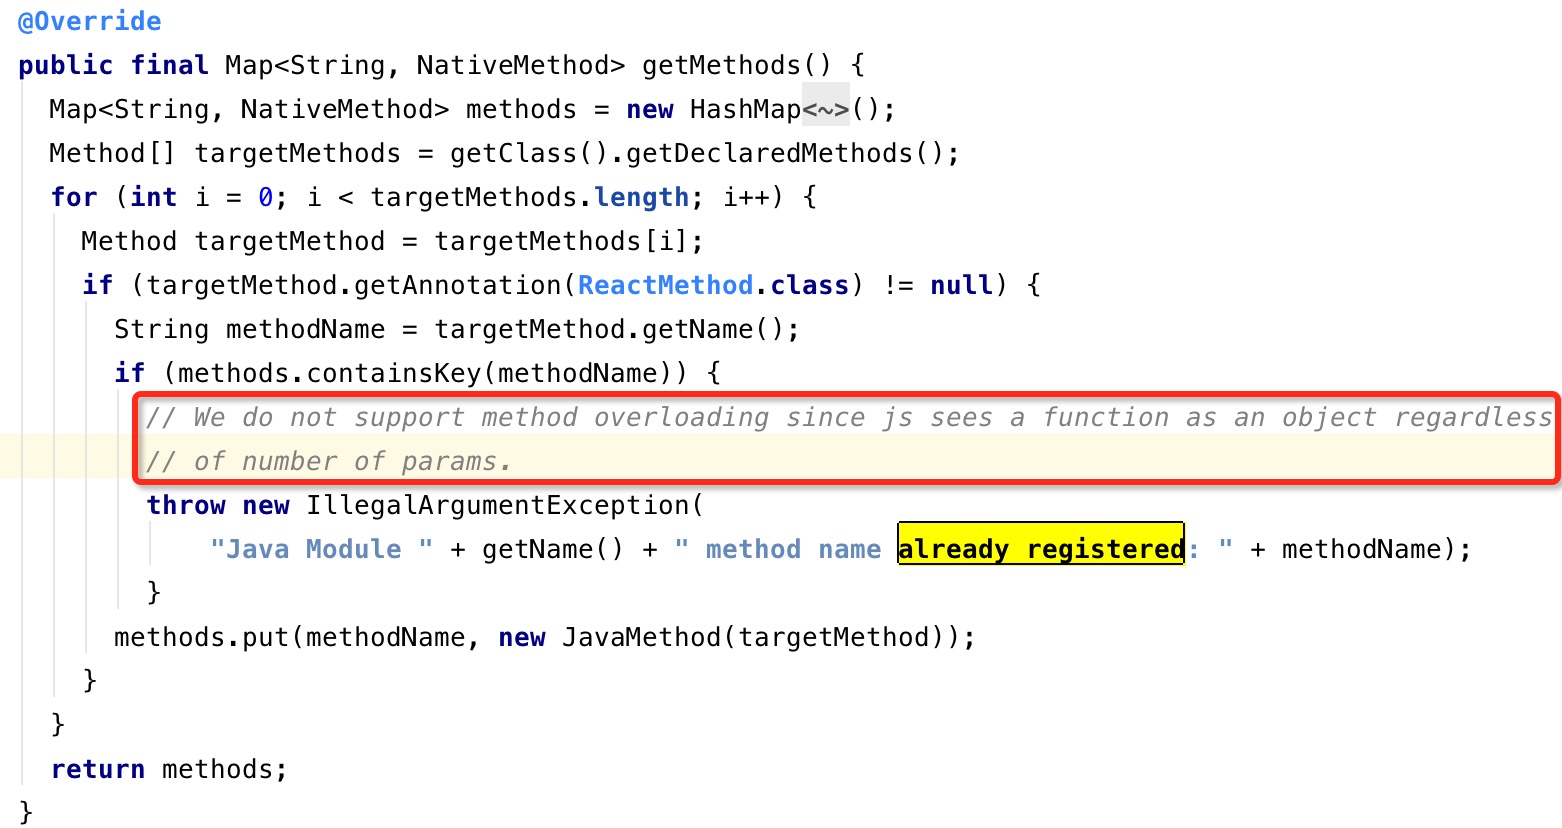 @Override
public final Map<String, NativeMethod> getMethods() {
Map<String, NativeMethod> methods = new HashMap<~>();
Method[] targetMethods = getClass().getDeclaredMethods();
for (int i = 0; i < targetMethods.length; i++) {
Method targetMethod = targetMethods[i];
if (targetMethod.getAnnotation(ReactMethod.class) != null) {
String methodName = targetMethod.getName();
if (methods.containsKey(methodName)) {
// We do not support method overloading since js sees a function as an object regardless
// of number of params.
throw new IllegalArgumentException(
"Java Module " + getName() + " method name already registered: " + methodName);
}
methods.put(methodName, new JavaMethod(targetMethod));
}
}
return methods;
}